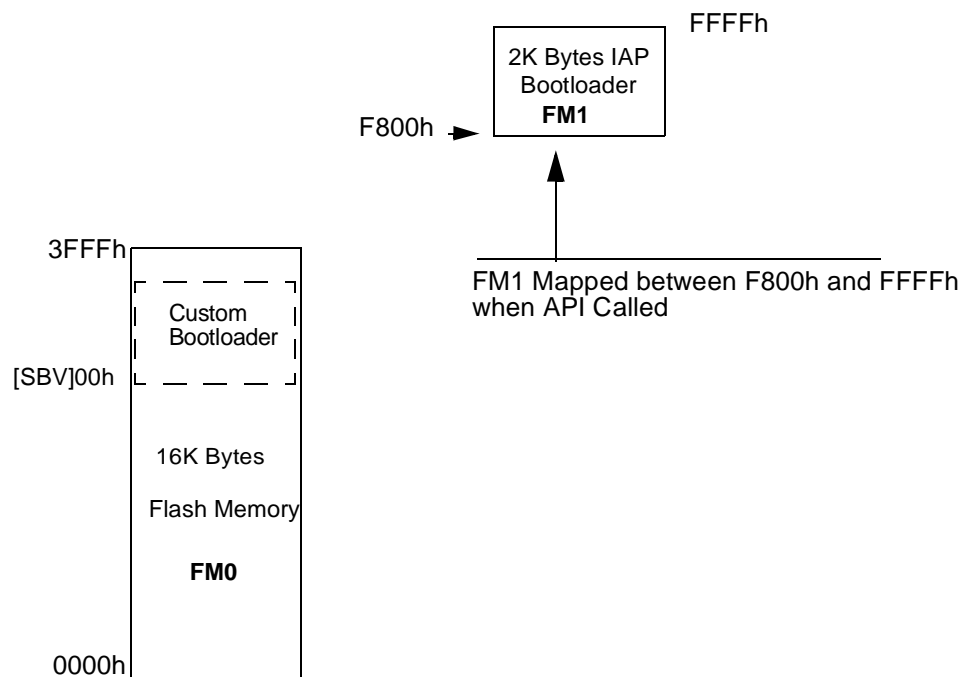 FFFFh
2K Bytes IAP
Bootloader
FM1
F800h
3FFFh
FM1 Mapped between F800h and FFFFh
when API Called
Custom
Bootloader
[SBV]00h
16K Bytes
Flash Memory
FM0
0000h